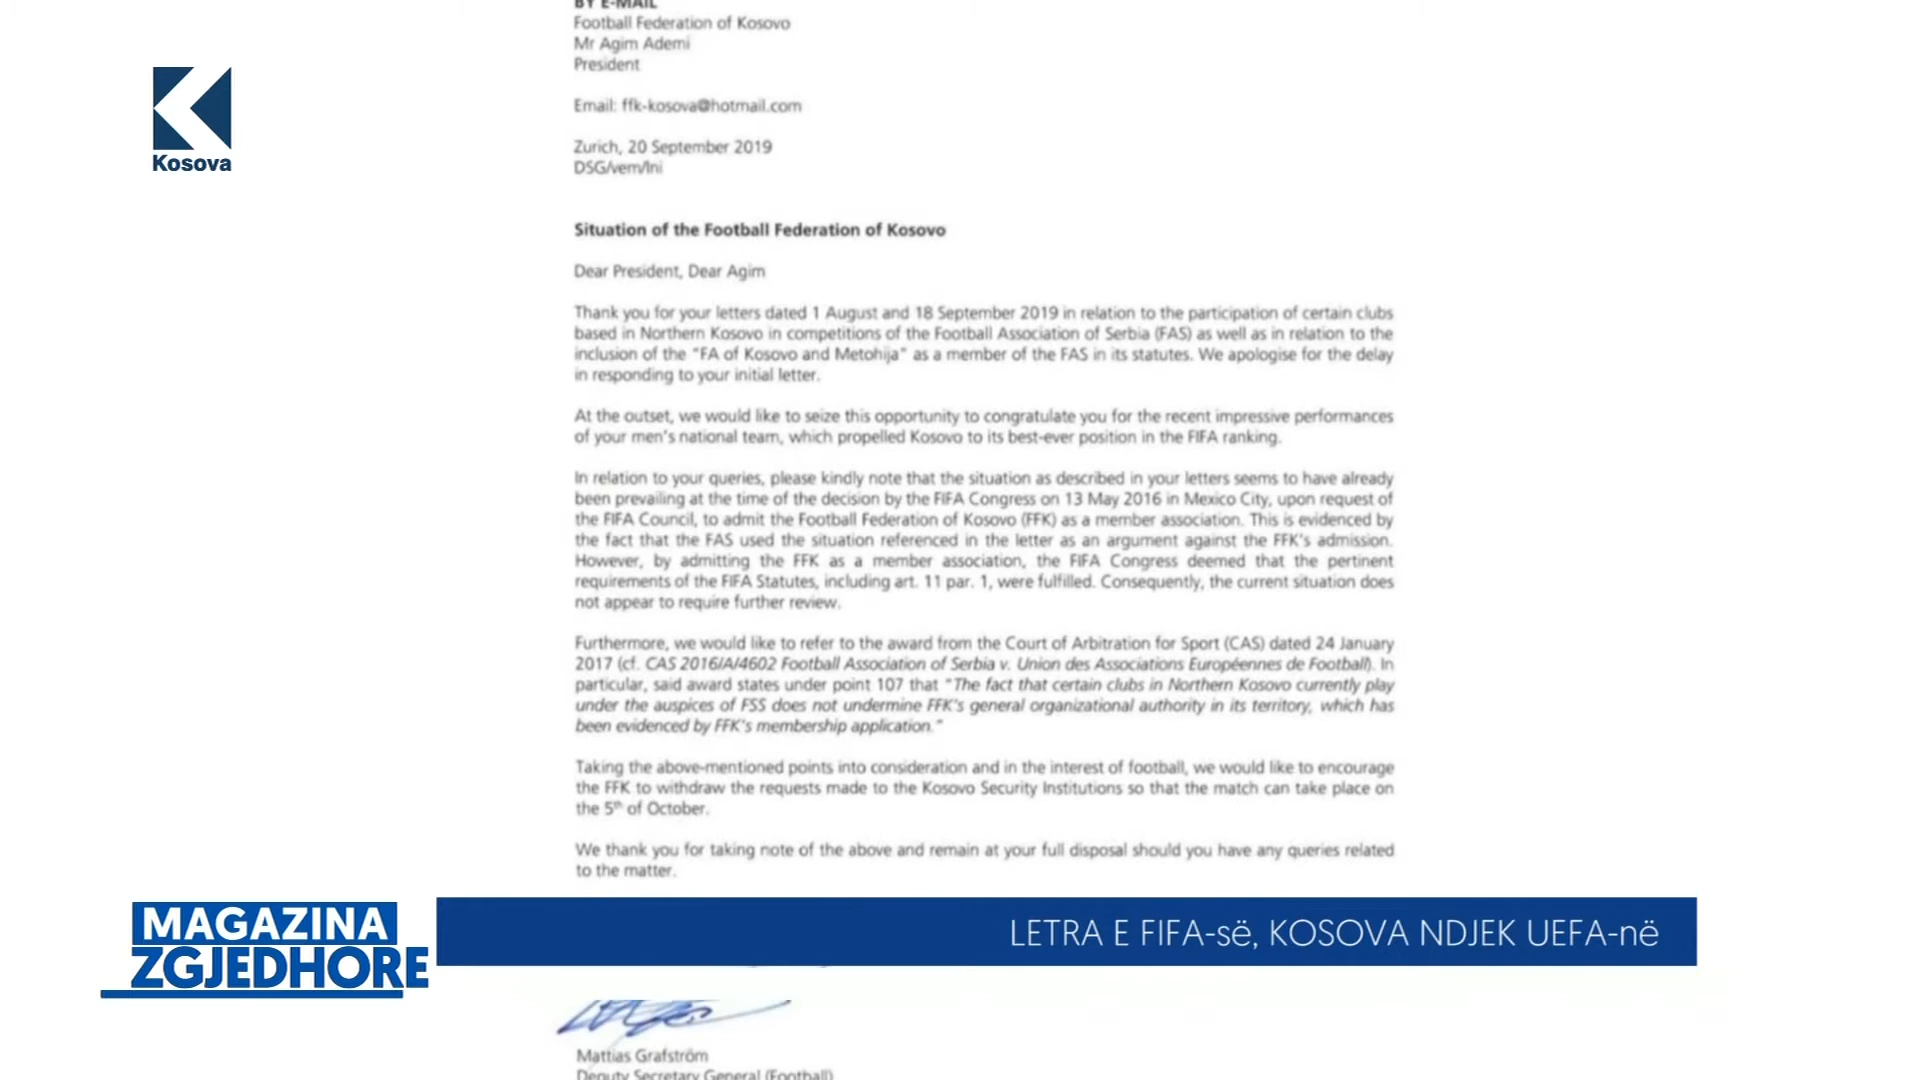 BY E-MAIL
Football Federation of Kosovo
Mr Agim Ademi
President
Email: ffk-kosova@hotmail.com
Zurich, 20 September 2019
DSG/vem/lni
Situation of the Football Federation of Kosovo
Dear President, Dear Agim
Thank you for your letters dated 1 August and 18 September 2019 in relation to the participation of certain clubs
based in Northern Kosovo in competitions of the Football Association of Serbia (FAS) as well as in relation to the
inclusion of the "FA of Kosovo and Metohija" as a member of the FAS in its statutes. We apologise for the delay
in responding to your initial letter.
At the outset, we would like to seize this opportunity to congratulate you for the recent impressive performances
of your men's national team, which propelled Kosovo to its best-ever position in the FIFA ranking.
In relation to your queries, please kindly note that the situation as described in your letters seems to have already
been prevailing at the time of the decision by the FIFA Congress on 13 May 2016 in Mexico City, upon request of
the FIFA Council, to admit the Football Federation of Kosovo (FFK) as a member association. This is evidenced by
the fact that the FAS used the situation referenced in the letter as an argument against the FFK's admission.
However, by admitting the FFK as a member association, the FIFA Congress deemed that the pertinent
requirements of the FIFA Statutes, including art. 11 par. 1, were fulfilled. Consequently, the current situation does
not appear to require further review.
Furthermore, we would like to refer to the award from the Court of Arbitration for Sport (CAS) dated 24 January
2017 (cf. CAS 2016/A/4602 Football Association of Serbia v. Union des Associations Européennes de Football). In
particular, said award states under point 107 that "The fact that certain clubs in Northern Kosovo currently play
under the auspices of FSS does not undermine FFK's general organizational authority in its territory, which has
been evidenced by FFK's membership application."
Taking the above-mentioned points into consideration and in the interest of football, we would like to encourage
the FFK to withdraw the requests made to the Kosovo Security Institutions so that the match can take place on
the 5th of October.
We thank you for taking note of the above and remain at your full disposal should you have any queries related
to the matter.
Mattias Grafström
Deputy Secretary General (Football)
Kosova
MAGAZINA
ZGJEDHORE
LETRA E FIFA-së, KOSOVA NDJEK UEFA-në